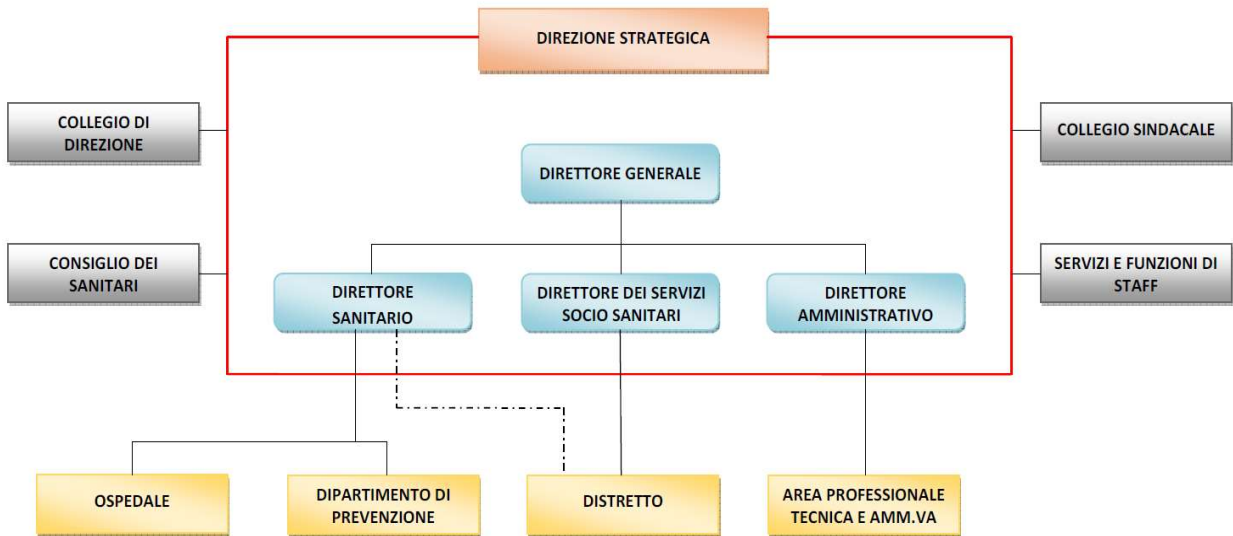 DIREZIONE STRATEGICA
COLLEGIO DI
DIREZIONE
COLLEGIO SINDACALE
DIRETTORE GENERALE
CONSIGLIO DEI
SANITARI
SERVIZI E FUNZIONI DI
STAFF
DIRETTORE
SANITARIO
DIRETTORE DEI SERVIZI
SOCIO SANITARI
DIRETTORE
AMMINISTRATIVO
OSPEDALE
DIPARTIMENTO DI
PREVENZIONE
DISTRETTO
AREA PROFESSIONALE
TECNICA E AMM.VA